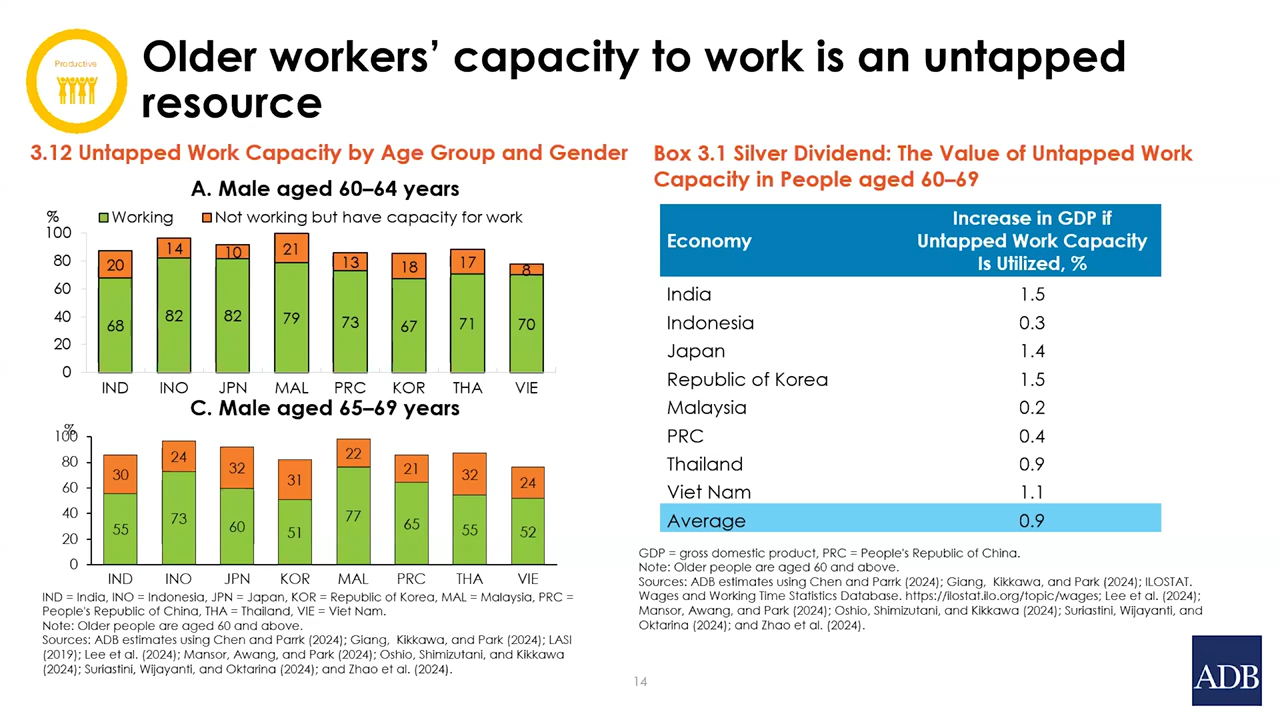 Productive
Older workers' capacity to work is an untapped
resource
3.12 Untapped Work Capacity by Age Group and Gender
A. Male aged 60–64 years
% Working Not working but have capacity for work
100
80
60
40
20
0
20 14 10 21 13 18 17 8
68 82 82 79 73 67 71 70
IND INO JPN MAL PRC KOR THA VIE
C. Male aged 65–69 years
%
100
80
60
40
20
0
30 24 32 31 22 21 32 24
55 73 60 51 77 65 55 52
IND INO JPN KOR MAL PRC THA VIE
IND = India, INO = Indonesia, JPN = Japan, KOR = Republic of Korea, MAL = Malaysia, PRC =
People's Republic of China, THA = Thailand, VIE = Viet Nam.
Note: Older people are aged 60 and above.
Sources: ADB estimates using Chen and Parrk (2024); Giang, Kikkawa, and Park (2024); LASI
(2019); Lee et al. (2024); Mansor, Awang, and Park (2024); Oshio, Shimizutani, and Kikkawa
(2024); Suriastini, Wijayanti, and Oktarina (2024); and Zhao et al. (2024).
Box 3.1 Silver Dividend: The Value of Untapped Work
Capacity in People aged 60–69
Economy
Increase in GDP if
Untapped Work Capacity
Is Utilized, %
India 1.5
Indonesia 0.3
Japan 1.4
Republic of Korea 1.5
Malaysia 0.2
PRC 0.4
Thailand 0.9
Viet Nam 1.1
Average 0.9
GDP = gross domestic product, PRC = People's Republic of China.
Note: Older people are aged 60 and above.
Sources: ADB estimates using Chen and Parrk (2024); Giang, Kikkawa, and Park (2024); ILOSTAT.
Wages and Working Time Statistics Database. https://ilostat.ilo.org/topic/wages; Lee et al. (2024);
Mansor, Awang, and Park (2024); Oshio, Shimizutani, and Kikkawa (2024); Suriastini, Wijayanti, and
Oktarina (2024); and Zhao et al. (2024).
14
ADB